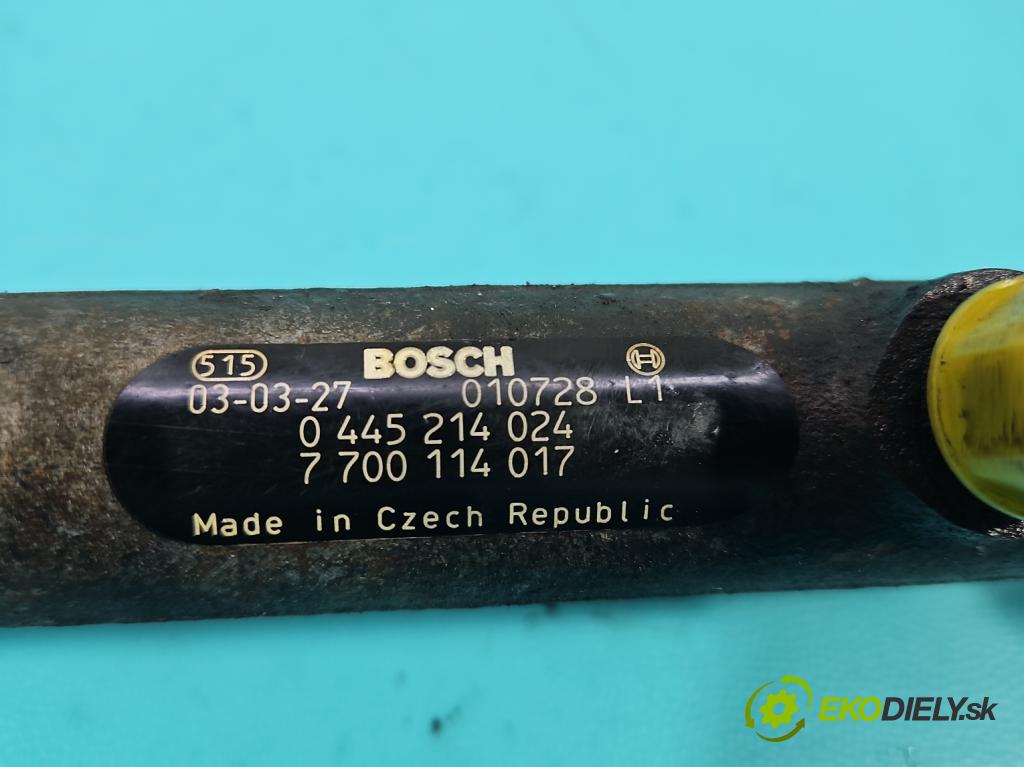 515 BOSCH
03-03-27 010728 L1
0 445 214 024
7 700 114 017
Made in Czech Republic
EKODIELY.sk